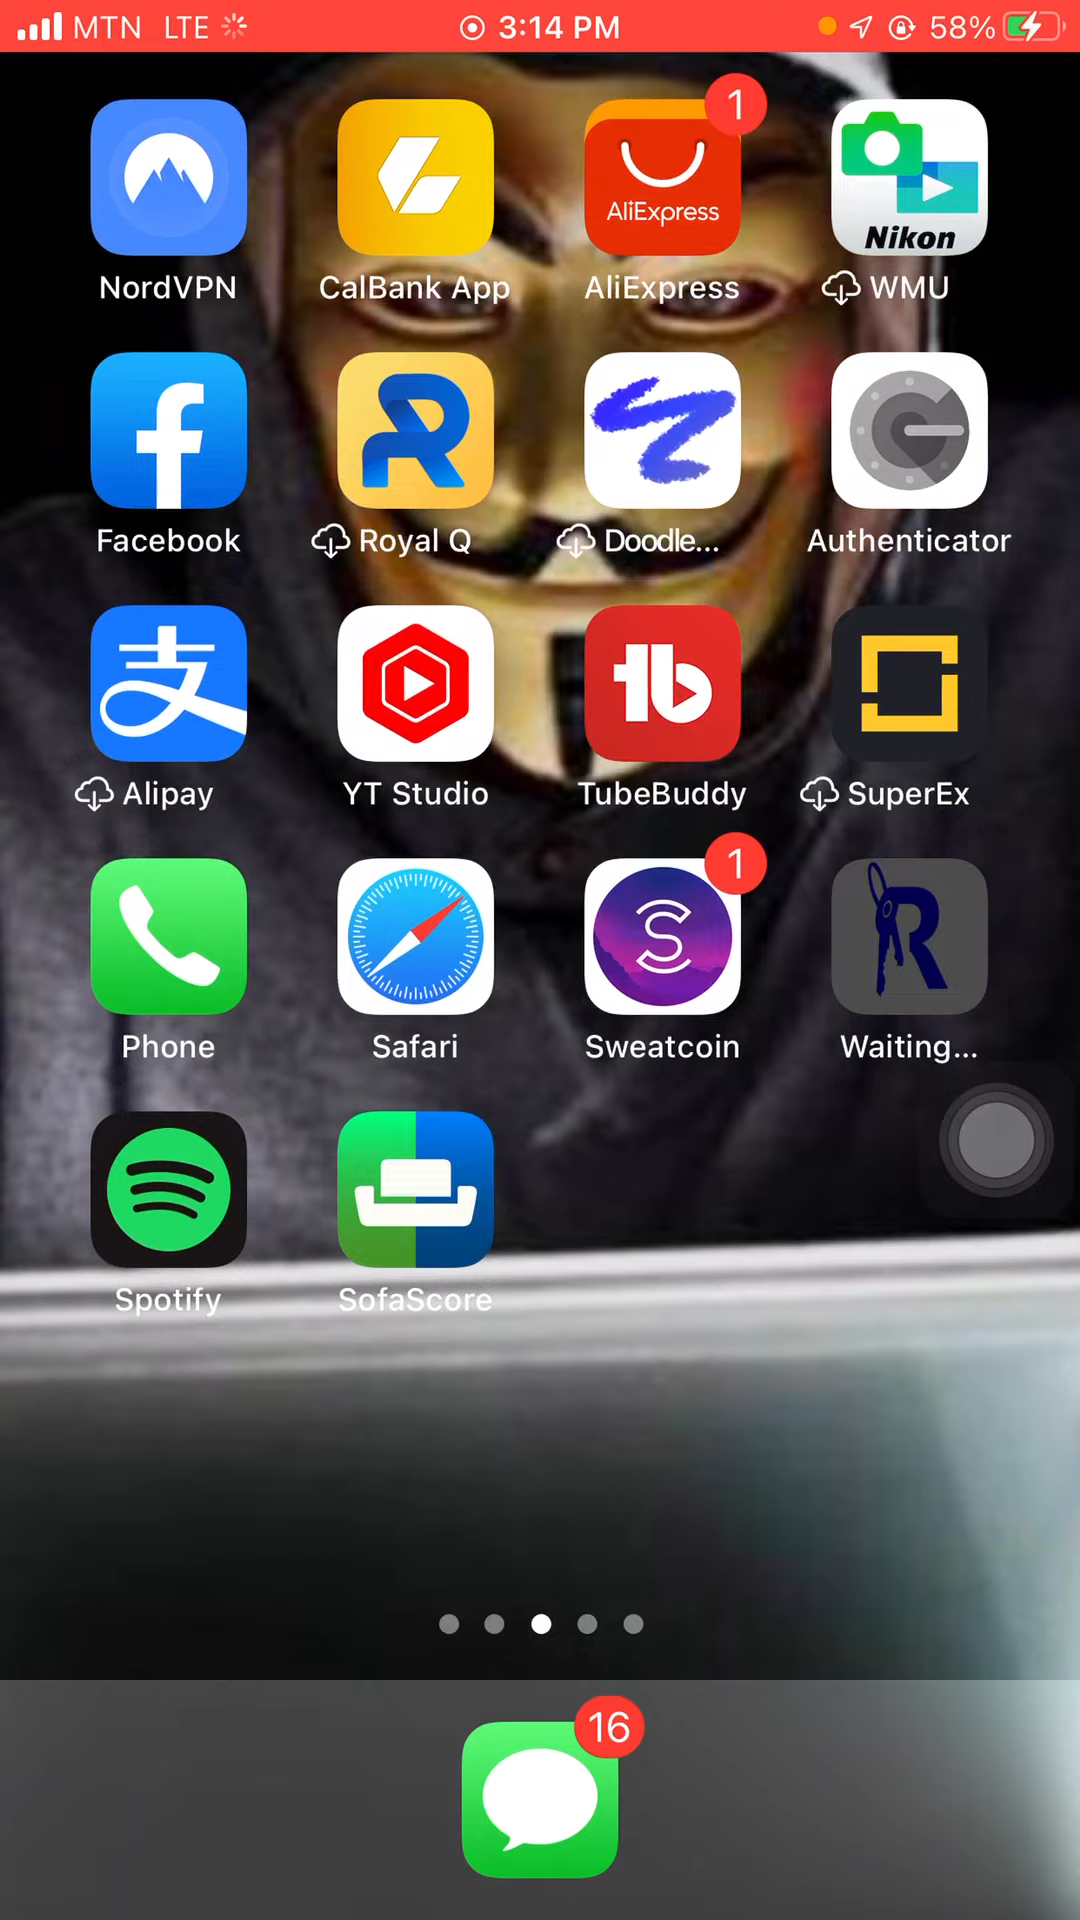 MTN LTE 3:14 PM 58%
1
AliExpress
Nikon
NordVPN CalBank App AliExpress WMU
Facebook Royal Q Doodle... Authenticator
支
Alipay YT Studio TubeBuddy SuperEx
1
Phone Safari Sweatcoin Waiting...
Spotify SofaScore
16